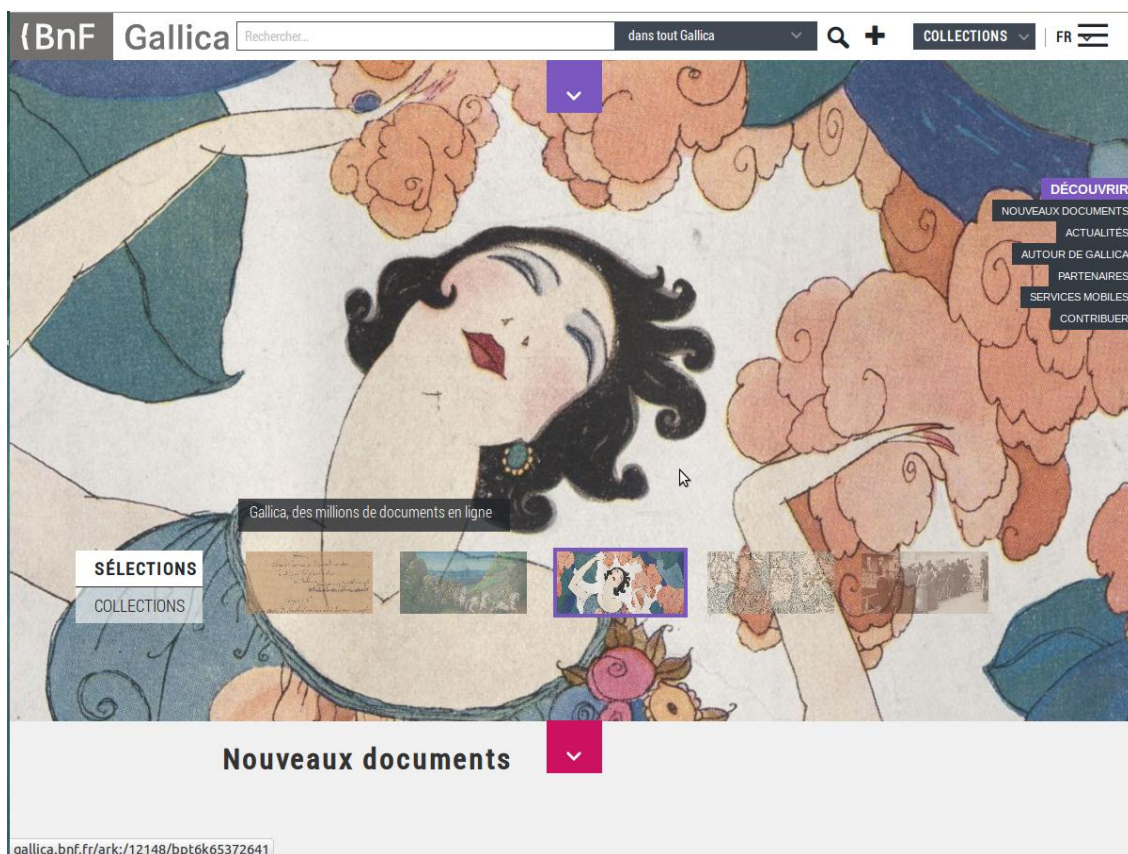 {BnF Gallica Rechercher... dans tout Gallica COLLECTIONS FR
DÉCOUVRIR
NOUVEAUX DOCUMENTS
ACTUALITÉS
AUTOUR DE GALLICA
PARTENAIRES
SERVICES MOBILES
CONTRIBUER
Gallica, des millions de documents en ligne
SÉLECTIONS
COLLECTIONS
Nouveaux documents
gallica.bnf.fr/ark:/12148/bpt6k65372641